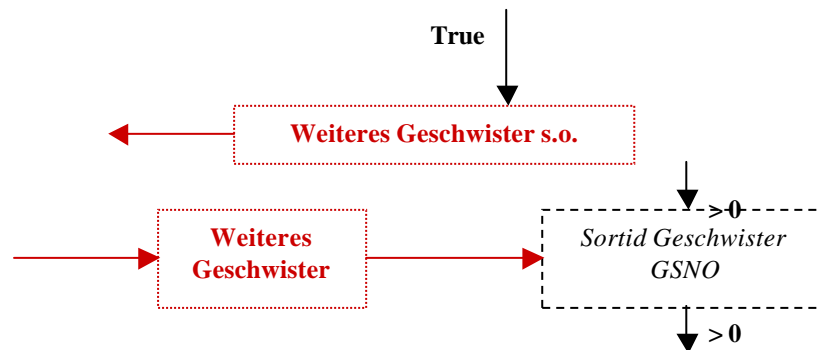 True
Weiteres Geschwister s.o.
> 0
Weiteres
Geschwister
Sortid Geschwister
GSNO
> 0